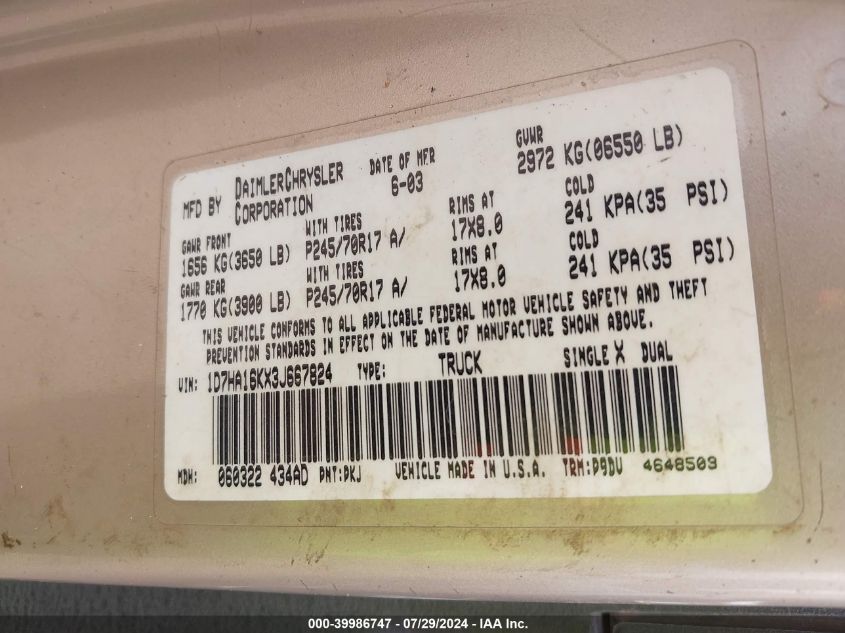 MFD BY DAIMLERCHRYSLER CORPORATION DATE OF MFR 6-03 GVWR 2972 KG(06550 LB)
GAWR FRONT WITH TIRES RIMS AT COLD
1656 KG(3650 LB) P245/70R17 A/ 17X8.0 241 KPA(35 PSI)
GAWR REAR WITH TIRES RIMS AT COLD
1770 KG(3900 LB) P245/70R17 A/ 17X8.0 241 KPA(35 PSI)
THIS VEHICLE CONFORMS TO ALL APPLICABLE FEDERAL MOTOR VEHICLE SAFETY AND THEFT
PREVENTION STANDARDS IN EFFECT ON THE DATE OF MANUFACTURE SHOWN ABOVE.
VIN: 1D7HA16KX3J667824 TYPE: TRUCK SINGLE X DUAL
MDH: 060322 434AD PNT:PKJ VEHICLE MADE IN U.S.A. TRM:D9DV 4648503
000-39986747 / 07/29/2024 - IAA Inc.